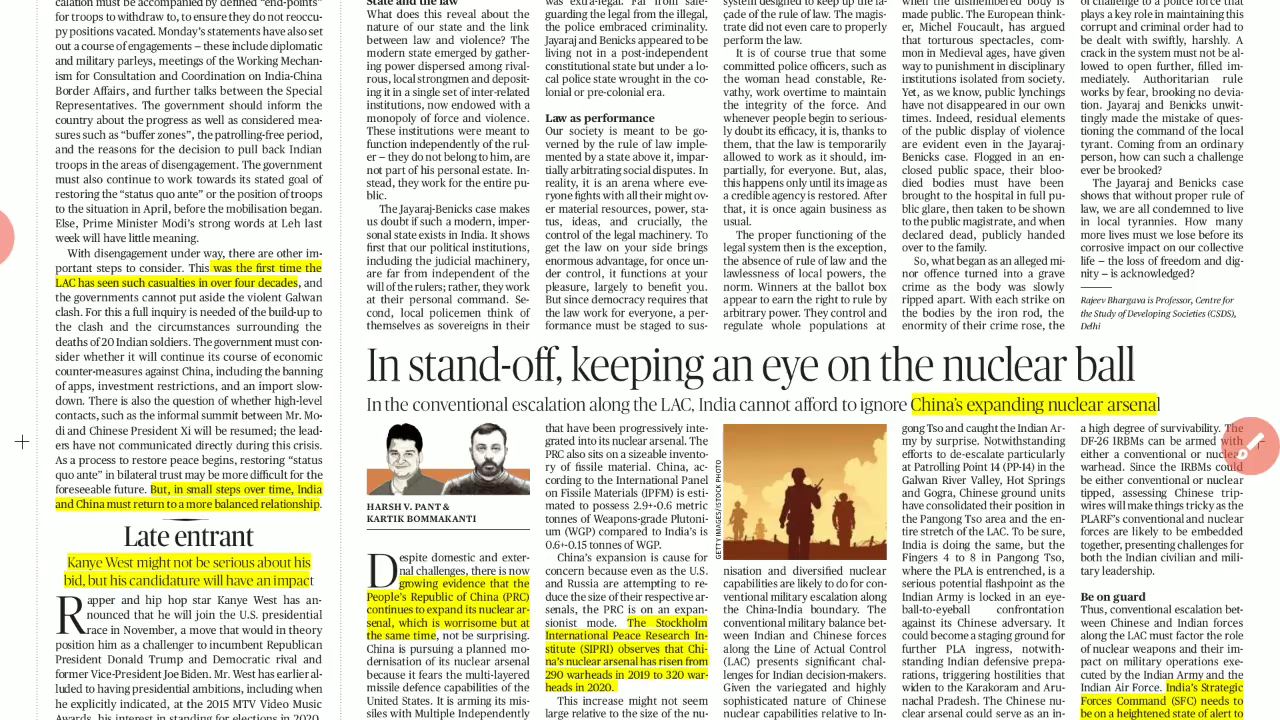 calation must be accompanied by defined “end-points”
for troops to withdraw to, to ensure they do not reoccu-
py positions vacated. Monday’s statements have also set
out a course of engagements – these include diplomatic
and military parleys, meetings of the Working Mechan-
ism for Consultation and Coordination on India-China
Border Affairs, and further talks between the Special
Representatives. The government should inform the
country about the progress as well as considered mea-
sures such as “buffer zones”, the patrolling-free period,
and the reasons for the decision to pull back Indian
troops in the areas of disengagement. The government
must also continue to work towards its stated goal of
restoring the “status quo ante” or the position of troops
to the situation in April, before the mobilisation began.
Else, Prime Minister Modi’s strong words at Leh last
week will have little meaning.
With disengagement under way, there are other im-
portant steps to consider. This was the first time the
LAC has seen such casualties in over four decades, and
the governments cannot put aside the violent Galwan
clash. For this a full inquiry is needed of the build-up to
the clash and the circumstances surrounding the
deaths of 20 Indian soldiers. The government must con-
sider whether it will continue its course of economic
counter-measures against China, including the banning
of apps, investment restrictions, and an import slow-
down. There is also the question of whether high-level
contacts, such as the informal summit between Mr. Mo-
di and Chinese President Xi will be resumed; the lead-
ers have not communicated directly during this crisis.
As a process to restore peace begins, restoring “status
quo ante” in bilateral trust may be more difficult for the
foreseeable future. But, in small steps over time, India
and China must return to a more balanced relationship.
Late entrant
Kanye West might not be serious about his
bid, but his candidature will have an impact
Rapper and hip hop star Kanye West has an-
nounced that he will join the U.S. presidential
race in November, a move that would in theory
position him as a challenger to incumbent Republican
President Donald Trump and Democratic rival and
former Vice-President Joe Biden. Mr. West has earlier al-
luded to having presidential ambitions, including when
he explicitly indicated, at the 2015 MTV Video Music
Awards, his interest in standing for elections in 2020.
State and the law
What does this reveal about the
nature of our state and the link
between law and violence? The
modern state emerged by gather-
ing power dispersed among rival-
rous, local strongmen and deposit-
ing it in a single set of inter-related
institutions, now endowed with a
monopoly of force and violence.
These institutions were meant to
function independently of the rul-
er – they do not belong to him, are
not part of his personal estate. In-
stead, they work for the entire pu-
blic.
The Jayaraj-Benicks case makes
us doubt if such a modern, imper-
sonal state exists in India. It shows
first that our political institutions,
including the judicial machinery,
are far from independent of the
will of the rulers; rather, they work
at their personal command. Se-
cond, local policemen think of
themselves as sovereigns in their
was extra-legal. Far from safe-
guarding the legal from the illegal,
the police embraced criminality.
Jayaraj and Benicks appeared to be
living not in a post-independent
constitutional state but under a lo-
cal police state wrought in the co-
lonial or pre-colonial era.
Law as performance
Our society is meant to be go-
verned by the rule of law imple-
mented by a state above it, impar-
tially arbitrating social disputes. In
reality, it is an arena where eve-
ryone fights with all their might ov-
er material resources, power, sta-
tus, ideas, and crucially, the
control of the legal machinery. To
get the law on your side brings
enormous advantage, for once un-
der control, it functions at your
pleasure, largely to benefit you.
But since democracy requires that
the law work for everyone, a per-
formance must be staged to sus-
system designed to keep up the fa-
çade of the rule of law. The magis-
trate did not even care to properly
perform the law.
It is of course true that some
committed police officers, such as
the woman head constable, Re-
vathy, work overtime to maintain
the integrity of the force. And
whenever people begin to serious-
ly doubt its efficacy, it is, thanks to
them, that the law is temporarily
allowed to work as it should, im-
partially, for everyone. But, alas,
this happens only until its image as
a credible agency is restored. After
that, it is once again business as
usual.
The proper functioning of the
legal system then is the exception,
the absence of rule of law and the
lawlessness of local powers, the
norm. Winners at the ballot box
appear to earn the right to rule by
arbitrary power. They control and
regulate whole populations at
when the dismembered body is
made public. The European think-
er, Michel Foucault, has argued
that torturous spectacles, com-
mon in Medieval ages, have given
way to punishment in disciplinary
institutions isolated from society.
Yet, as we know, public lynchings
have not disappeared in our own
times. Indeed, residual elements
of the public display of violence
are evident even in the Jayaraj-
Benicks case. Flogged in an en-
closed public space, their bloo-
died bodies must have been
brought to the hospital in full pu-
blic glare, then taken to be shown
to the public magistrate, and when
declared dead, publicly handed
over to the family.
So, what began as an alleged mi-
nor offence turned into a grave
crime as the body was slowly
ripped apart. With each strike on
the bodies by the iron rod, the
enormity of their crime rose, the
of challenge to a police force that
plays a key role in maintaining this
corrupt and criminal order had to
be dealt with swiftly, harshly. A
crack in the system must not be al-
lowed to open further, filled im-
mediately. Authoritarian rule
works by fear, brooking no devia-
tion. Jayaraj and Benicks unwit-
tingly made the mistake of ques-
tioning the command of the local
tyrant. Coming from an ordinary
person, how can such a challenge
ever be brooked?
The Jayaraj and Benicks case
shows that without proper rule of
law, we are all condemned to live
in local tyrannies. How many
more lives must we lose before its
corrosive impact on our collective
life – the loss of freedom and dig-
nity – is acknowledged?
Rajeev Bhargava is Professor, Centre for
the Study of Developing Societies (CSDS),
Delhi
In stand-off, keeping an eye on the nuclear ball
In the conventional escalation along the LAC, India cannot afford to ignore China’s expanding nuclear arsenal
HARSH V. PANT &
KARTIK BOMMAKANTI
Despite domestic and exter-
nal challenges, there is now
growing evidence that the
People’s Republic of China (PRC)
continues to expand its nuclear ar-
senal, which is worrisome but at
the same time, not be surprising.
China is pursuing a planned mo-
dernisation of its nuclear arsenal
because it fears the multi-layered
missile defence capabilities of the
United States. It is arming its mis-
siles with Multiple Independently
that have been progressively inte-
grated into its nuclear arsenal. The
PRC also sits on a sizeable invento-
ry of fissile material. China, ac-
cording to the International Panel
on Fissile Materials (IPFM) is esti-
mated to possess 2.9+-0.6 metric
tonnes of Weapons-grade Plutoni-
um (WGP) compared to India’s is
0.6+-0.15 tonnes of WGP.
China’s expansion is cause for
concern because even as the U.S.
and Russia are attempting to re-
duce the size of their respective ar-
senals, the PRC is on an expan-
sionist mode. The Stockholm
International Peace Research In-
stitute (SIPRI) observes that Chi-
na’s nuclear arsenal has risen from
290 warheads in 2019 to 320 war-
heads in 2020.
This increase might not seem
large relative to the size of the nu-
GETTY IMAGES/ISTOCK PHOTO
nisation and diversified nuclear
capabilities are likely to do for con-
ventional military escalation along
the China-India boundary. The
conventional military balance bet-
ween Indian and Chinese forces
along the Line of Actual Control
(LAC) presents significant chal-
lenges for Indian decision-makers.
Given the variegated and highly
sophisticated nature of Chinese
nuclear capabilities relative to In-
gong Tso and caught the Indian Ar-
my by surprise. Notwithstanding
efforts to de-escalate particularly
at Patrolling Point 14 (PP-14) in the
Galwan River Valley, Hot Springs
and Gogra, Chinese ground units
have consolidated their position in
the Pangong Tso area and the en-
tire stretch of the LAC. To be sure,
India is doing the same, but the
Fingers 4 to 8 in Pangong Tso,
where the PLA is entrenched, is a
serious potential flashpoint as the
Indian Army is locked in an eye-
ball-to-eyeball confrontation
against its Chinese adversary. It
could become a staging ground for
further PLA ingress, notwith-
standing Indian defensive prepa-
rations, triggering hostilities that
widen to the Karakoram and Aru-
nachal Pradesh. The Chinese nu-
clear arsenal could serve as an in-
a high degree of survivability. The
DF-26 IRBMs can be armed with
either a conventional or nuclear
warhead. Since the IRBMs could
be either conventional or nuclear
tipped, assessing Chinese trip-
wires will make things tricky as the
PLARF’s conventional and nuclear
forces are likely to be embedded
together, presenting challenges for
both the Indian civilian and mili-
tary leadership.
Be on guard
Thus, conventional escalation bet-
ween Chinese and Indian forces
along the LAC must factor the role
of nuclear weapons and their im-
pact on military operations exe-
cuted by the Indian Army and the
Indian Air Force. India’s Strategic
Forces Command (SFC) needs to
be on a heightened state of alert to